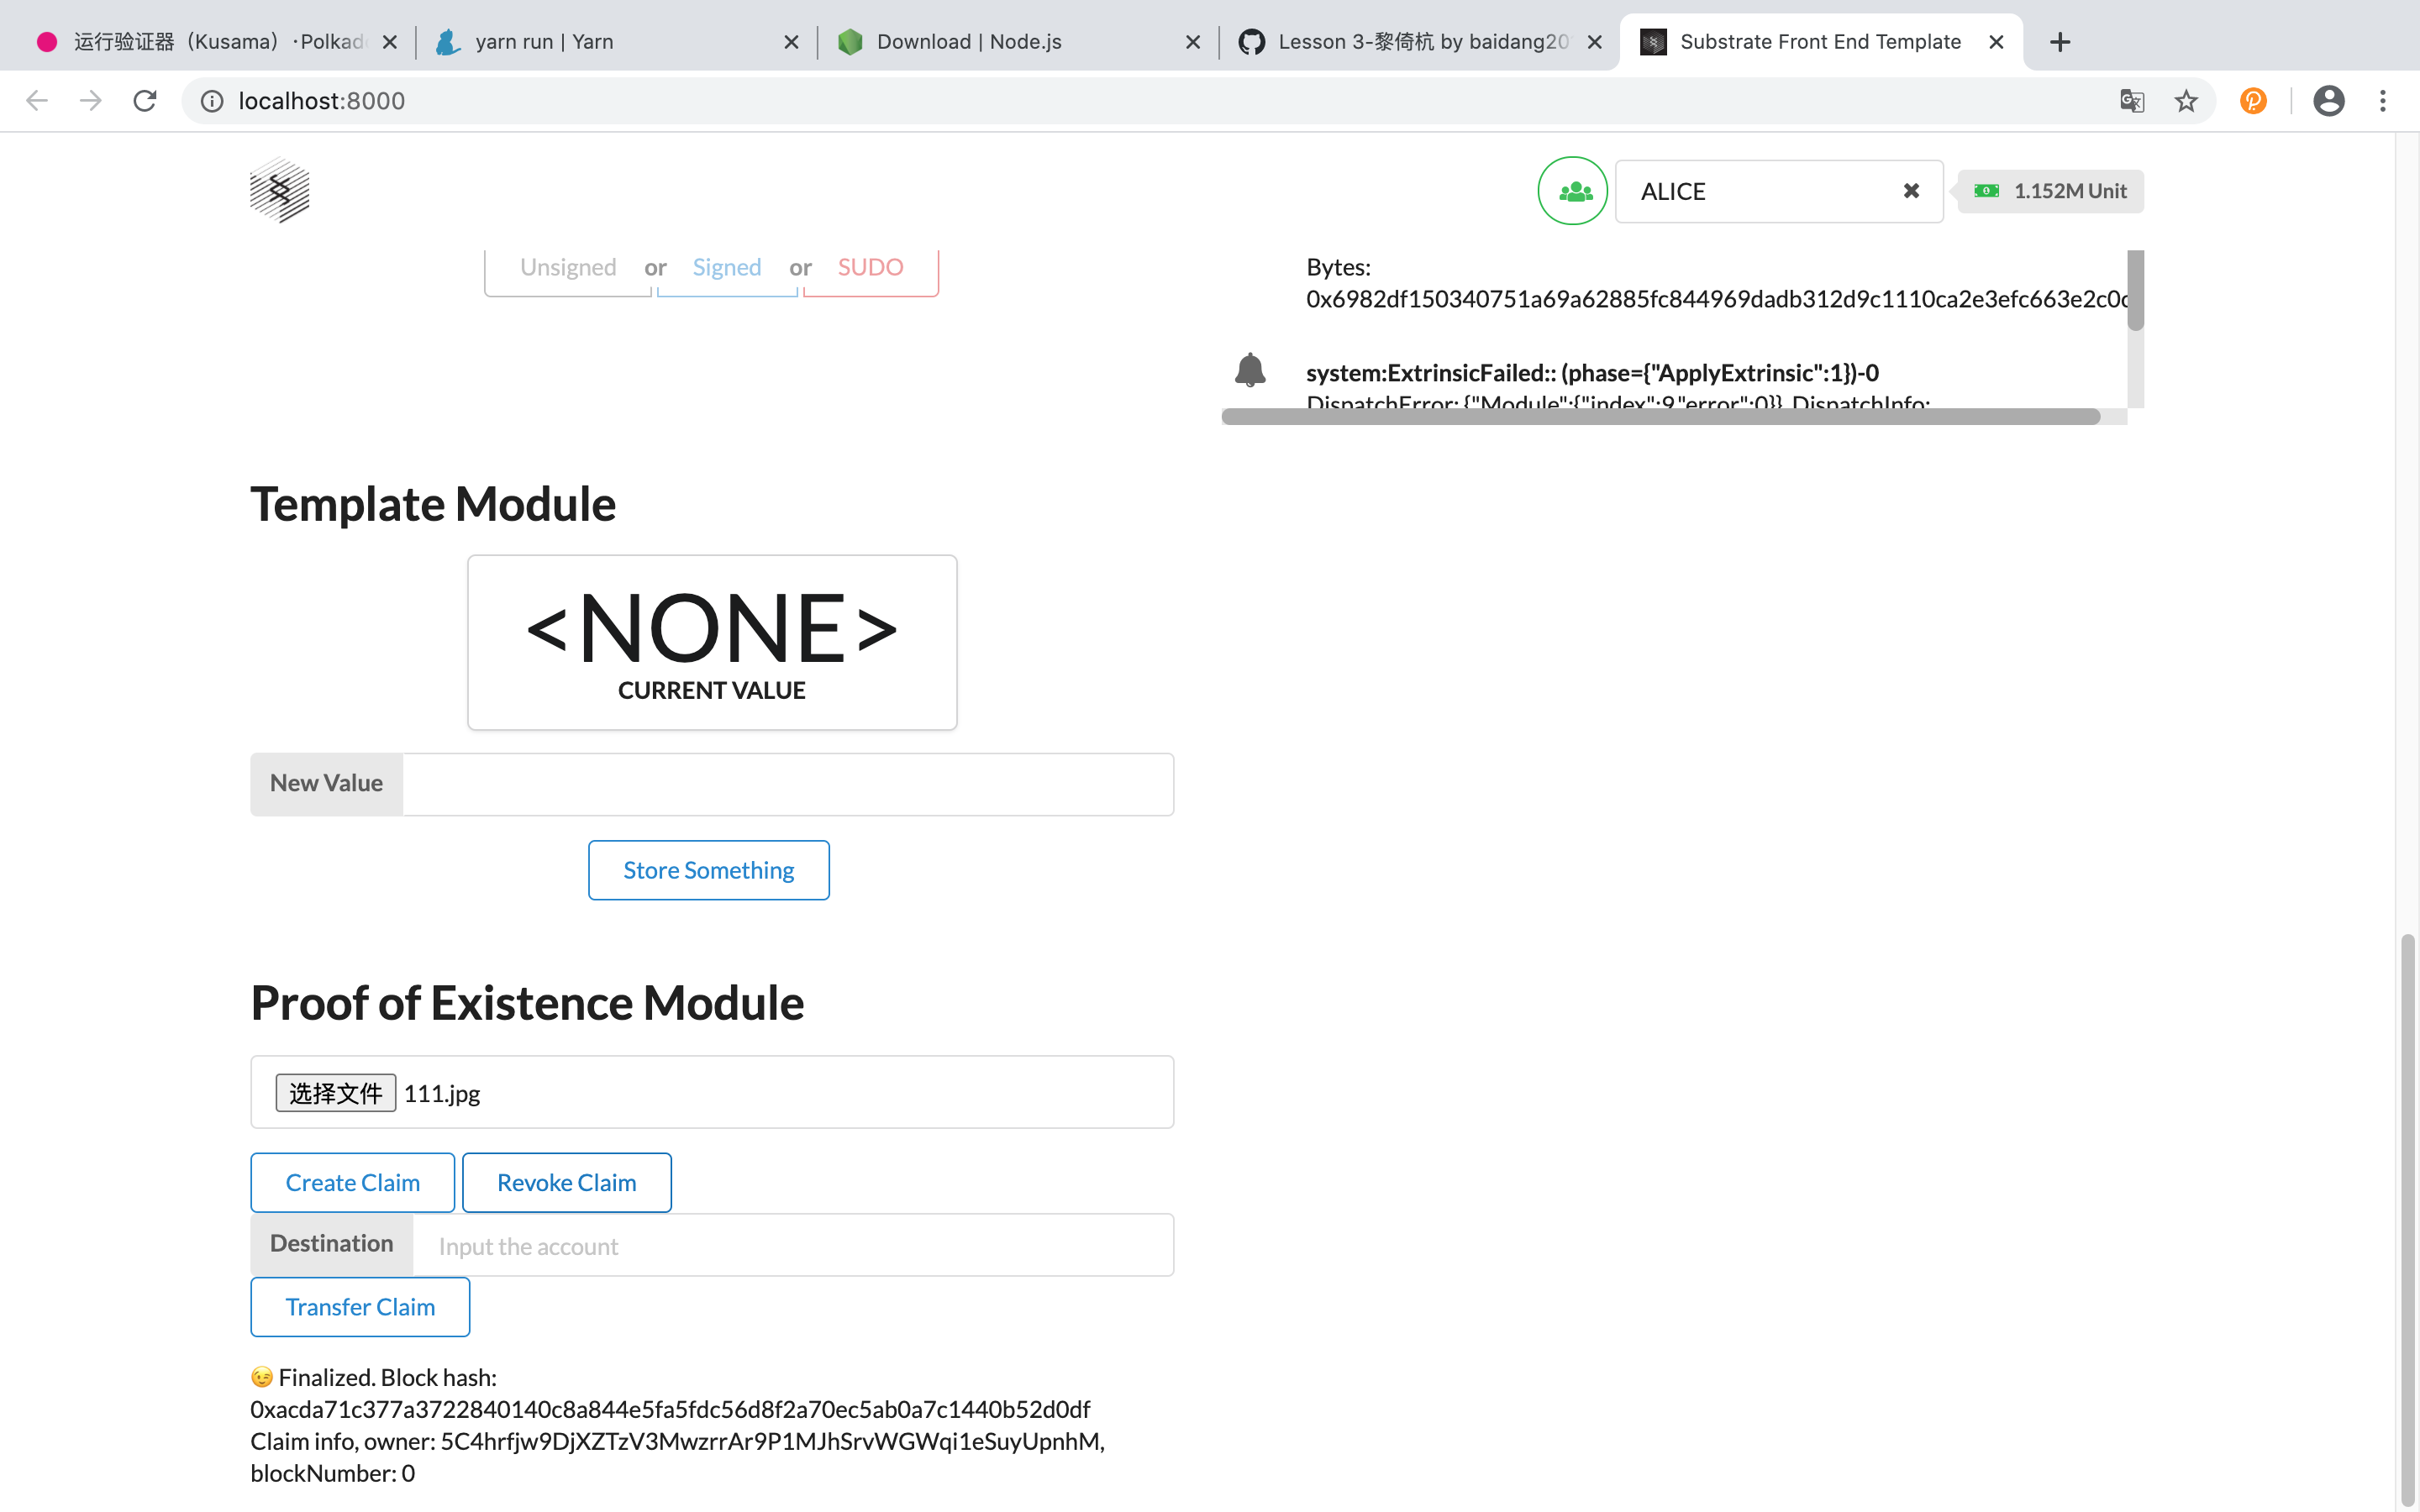 运行验证器（Kusama）·Polkad
yarn run | Yarn
Download | Node.js
Lesson 3-黎倚杭 by baidang20
Substrate Front End Template
localhost:8000
ALICE
1.152M Unit
Unsigned or Signed or SUDO
Bytes:
0x6982df150340751a69a62885fc844969dadb312d9c1110ca2e3efc663e2c0c
system:ExtrinsicFailed:: (phase={"ApplyExtrinsic":1})-0
DispatchError: {"Module":{"index":9,"error":0}}, DispatchInfo:
Template Module
<NONE>
CURRENT VALUE
New Value
Store Something
Proof of Existence Module
选择文件 111.jpg
Create Claim Revoke Claim
Destination Input the account
Transfer Claim
😉 Finalized. Block hash:
0xacda71c377a3722840140c8a844e5fa5fdc56d8f2a70ec5ab0a7c1440b52d0df
Claim info, owner: 5C4hrfjw9DjXZTzV3MwzrrAr9P1MJhSrvWGWqi1eSuyUpnhM,
blockNumber: 0